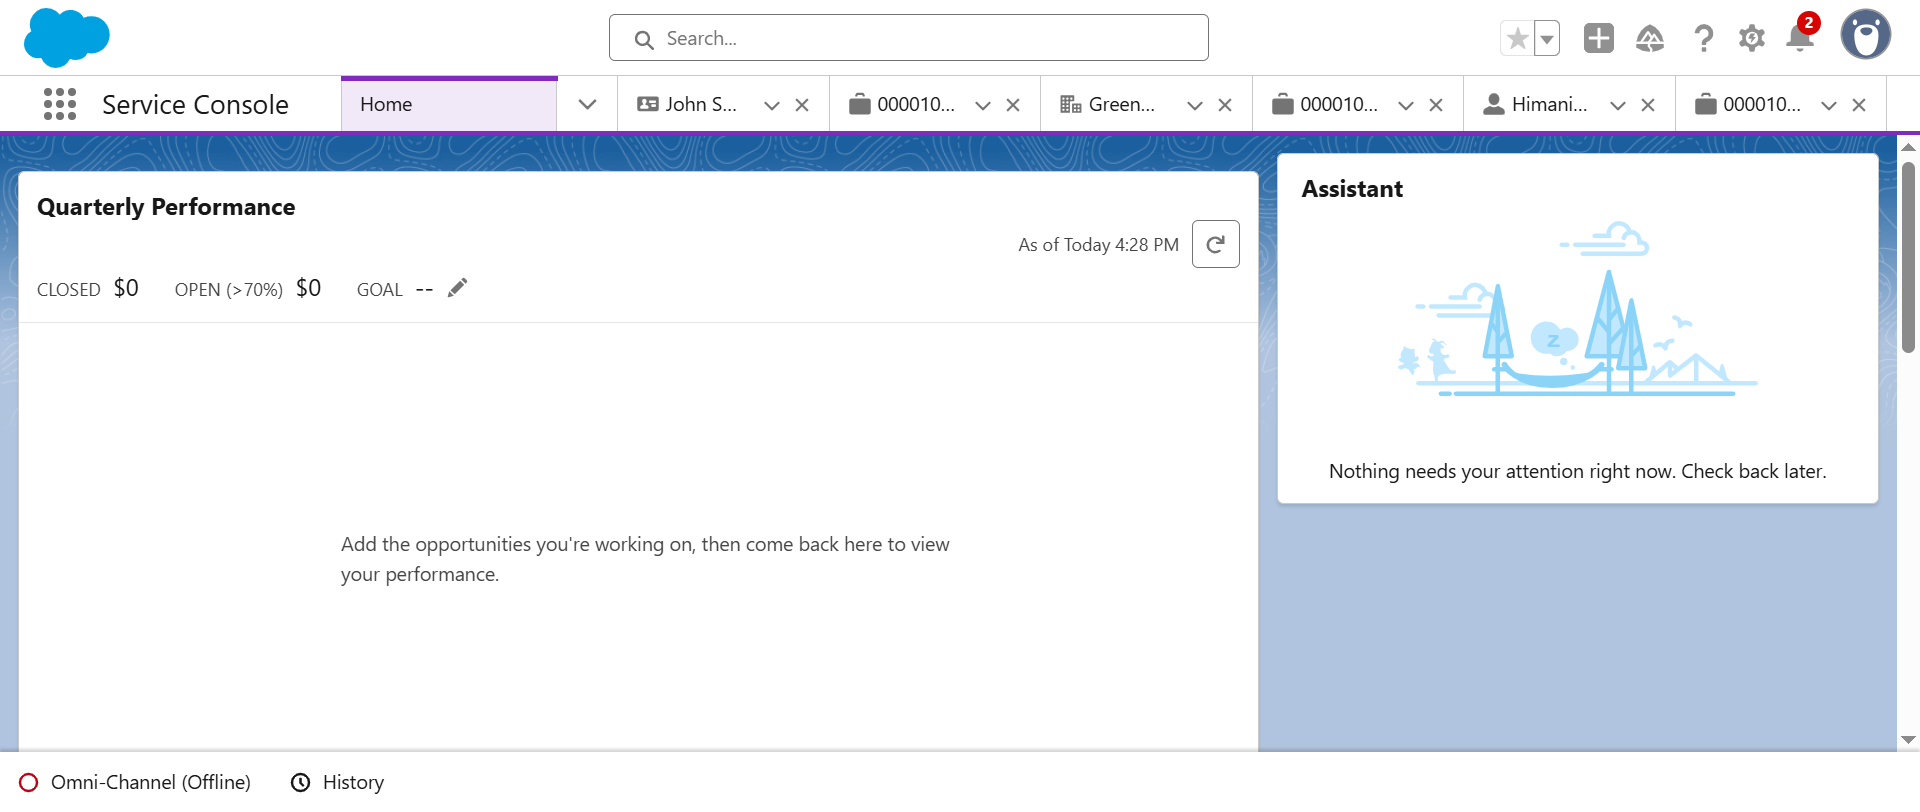 Search...
2
Service Console
Home
John S...
000010...
Green...
000010...
Himani...
000010...
Quarterly Performance
As of Today 4:28 PM
CLOSED $0 OPEN (>70%) $0 GOAL --
Add the opportunities you're working on, then come back here to view
your performance.
Assistant
z
Nothing needs your attention right now. Check back later.
Omni-Channel (Offline)
History